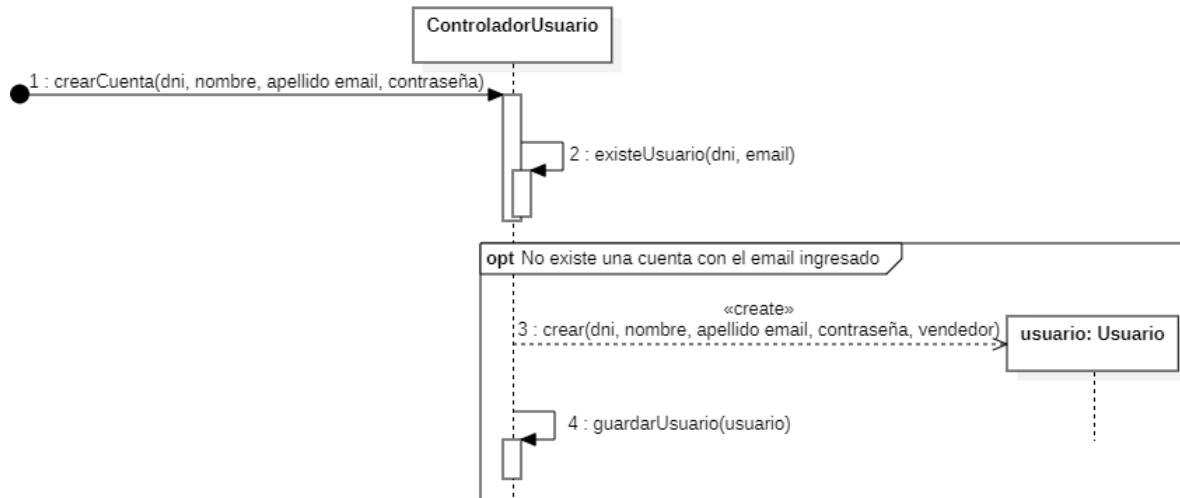 ControladorUsuario
1 : crearCuenta(dni, nombre, apellido email, contraseña)
2 : existeUsuario(dni, email)
opt No existe una cuenta con el email ingresado
«create»
3 : crear(dni, nombre, apellido email, contraseña, vendedor)
usuario: Usuario
4 : guardarUsuario(usuario)